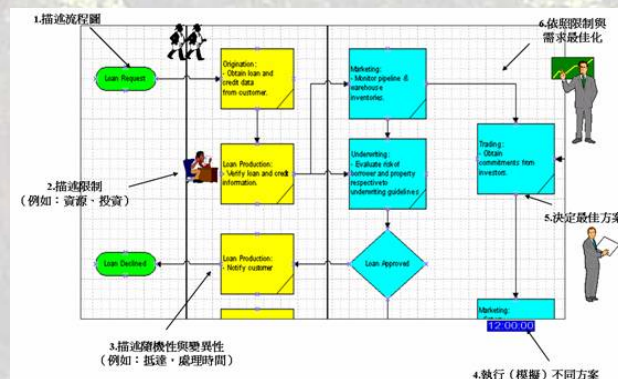 1.描述流程圖
6.依照限制與
需求最佳化
Loan Request
Origination:
- Obtain loan and
credit data
from customer.
Marketing:
- Monitor pipeline &
warehouse
inventories.
Trading:
- Obtain
commitments from
investors.
Loan Production:
- Verify loan and credit
information.
Underwriting:
- Evaluate risk of
borrower and property
respective to
underwriting guidelines
2.描述限制
(例如：資源、投資)
5.決定最佳方案
Loan Declined
Loan Production:
- Notify customer
Loan Approved
Marketing:
12:00:00
3.描述隨機性與變異性
(例如：抵達，處理時間)
4.執行（模擬）不同方案